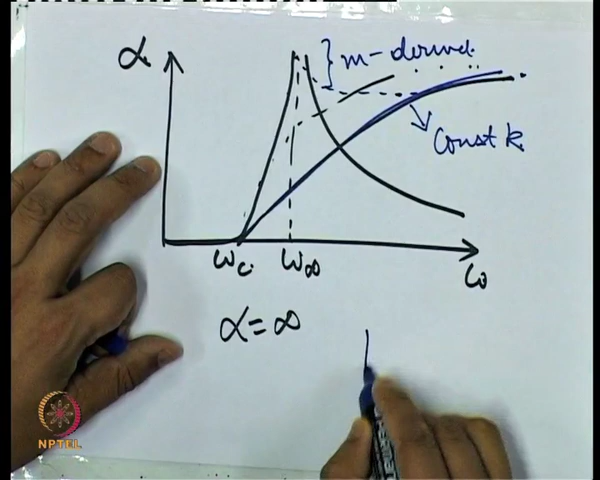 α
m-derived
Const k.
ωc
ω∞
ω
α = ∞
NPTEL